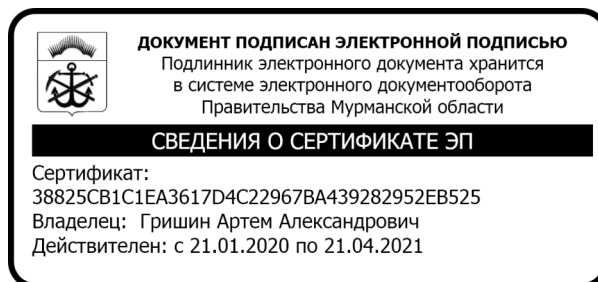 ДОКУМЕНТ ПОДПИСАН ЭЛЕКТРОННОЙ ПОДПИСЬЮ
Подлинник электронного документа хранится
в системе электронного документооборота
Правительства Мурманской области
СВЕДЕНИЯ О СЕРТИФИКАТЕ ЭП
Сертификат:
38825CB1C1EA3617D4C22967BA439282952EB525
Владелец: Гришин Артем Александрович
Действителен: с 21.01.2020 по 21.04.2021